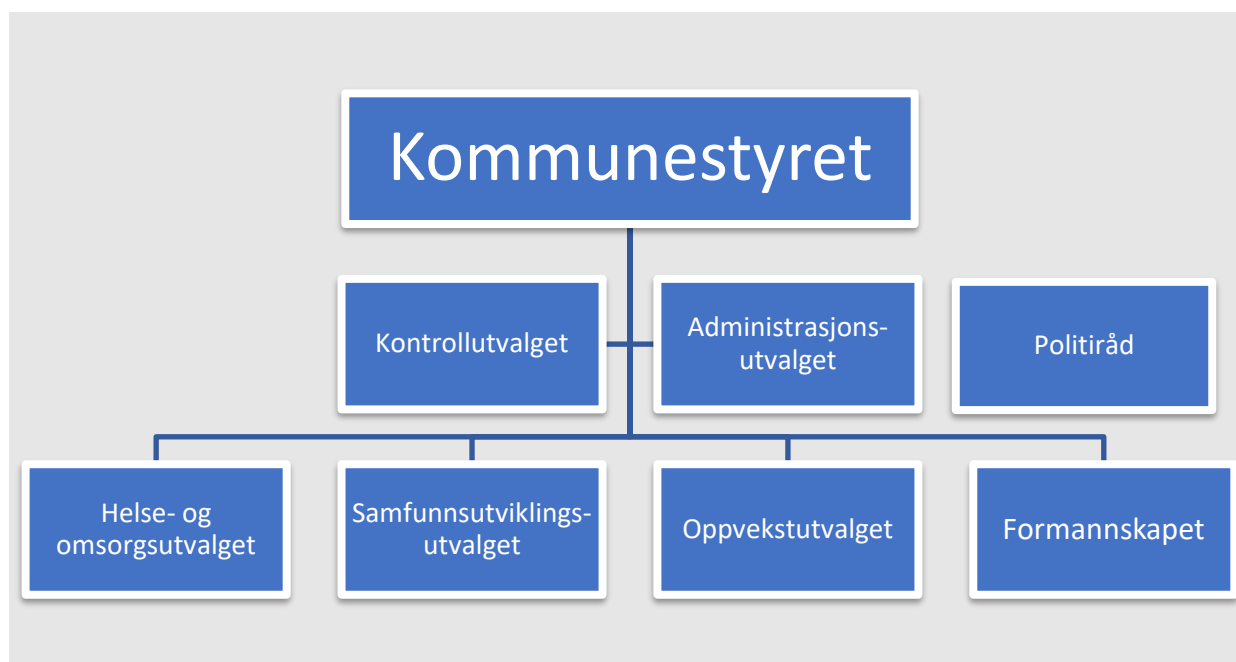 Kommunestyret
Kontrollutvalget
Administrasjons-
utvalget
Politiråd
Helse- og
omsorgsutvalget
Samfunnsutviklings-
utvalget
Oppvekstutvalget
Formannskapet